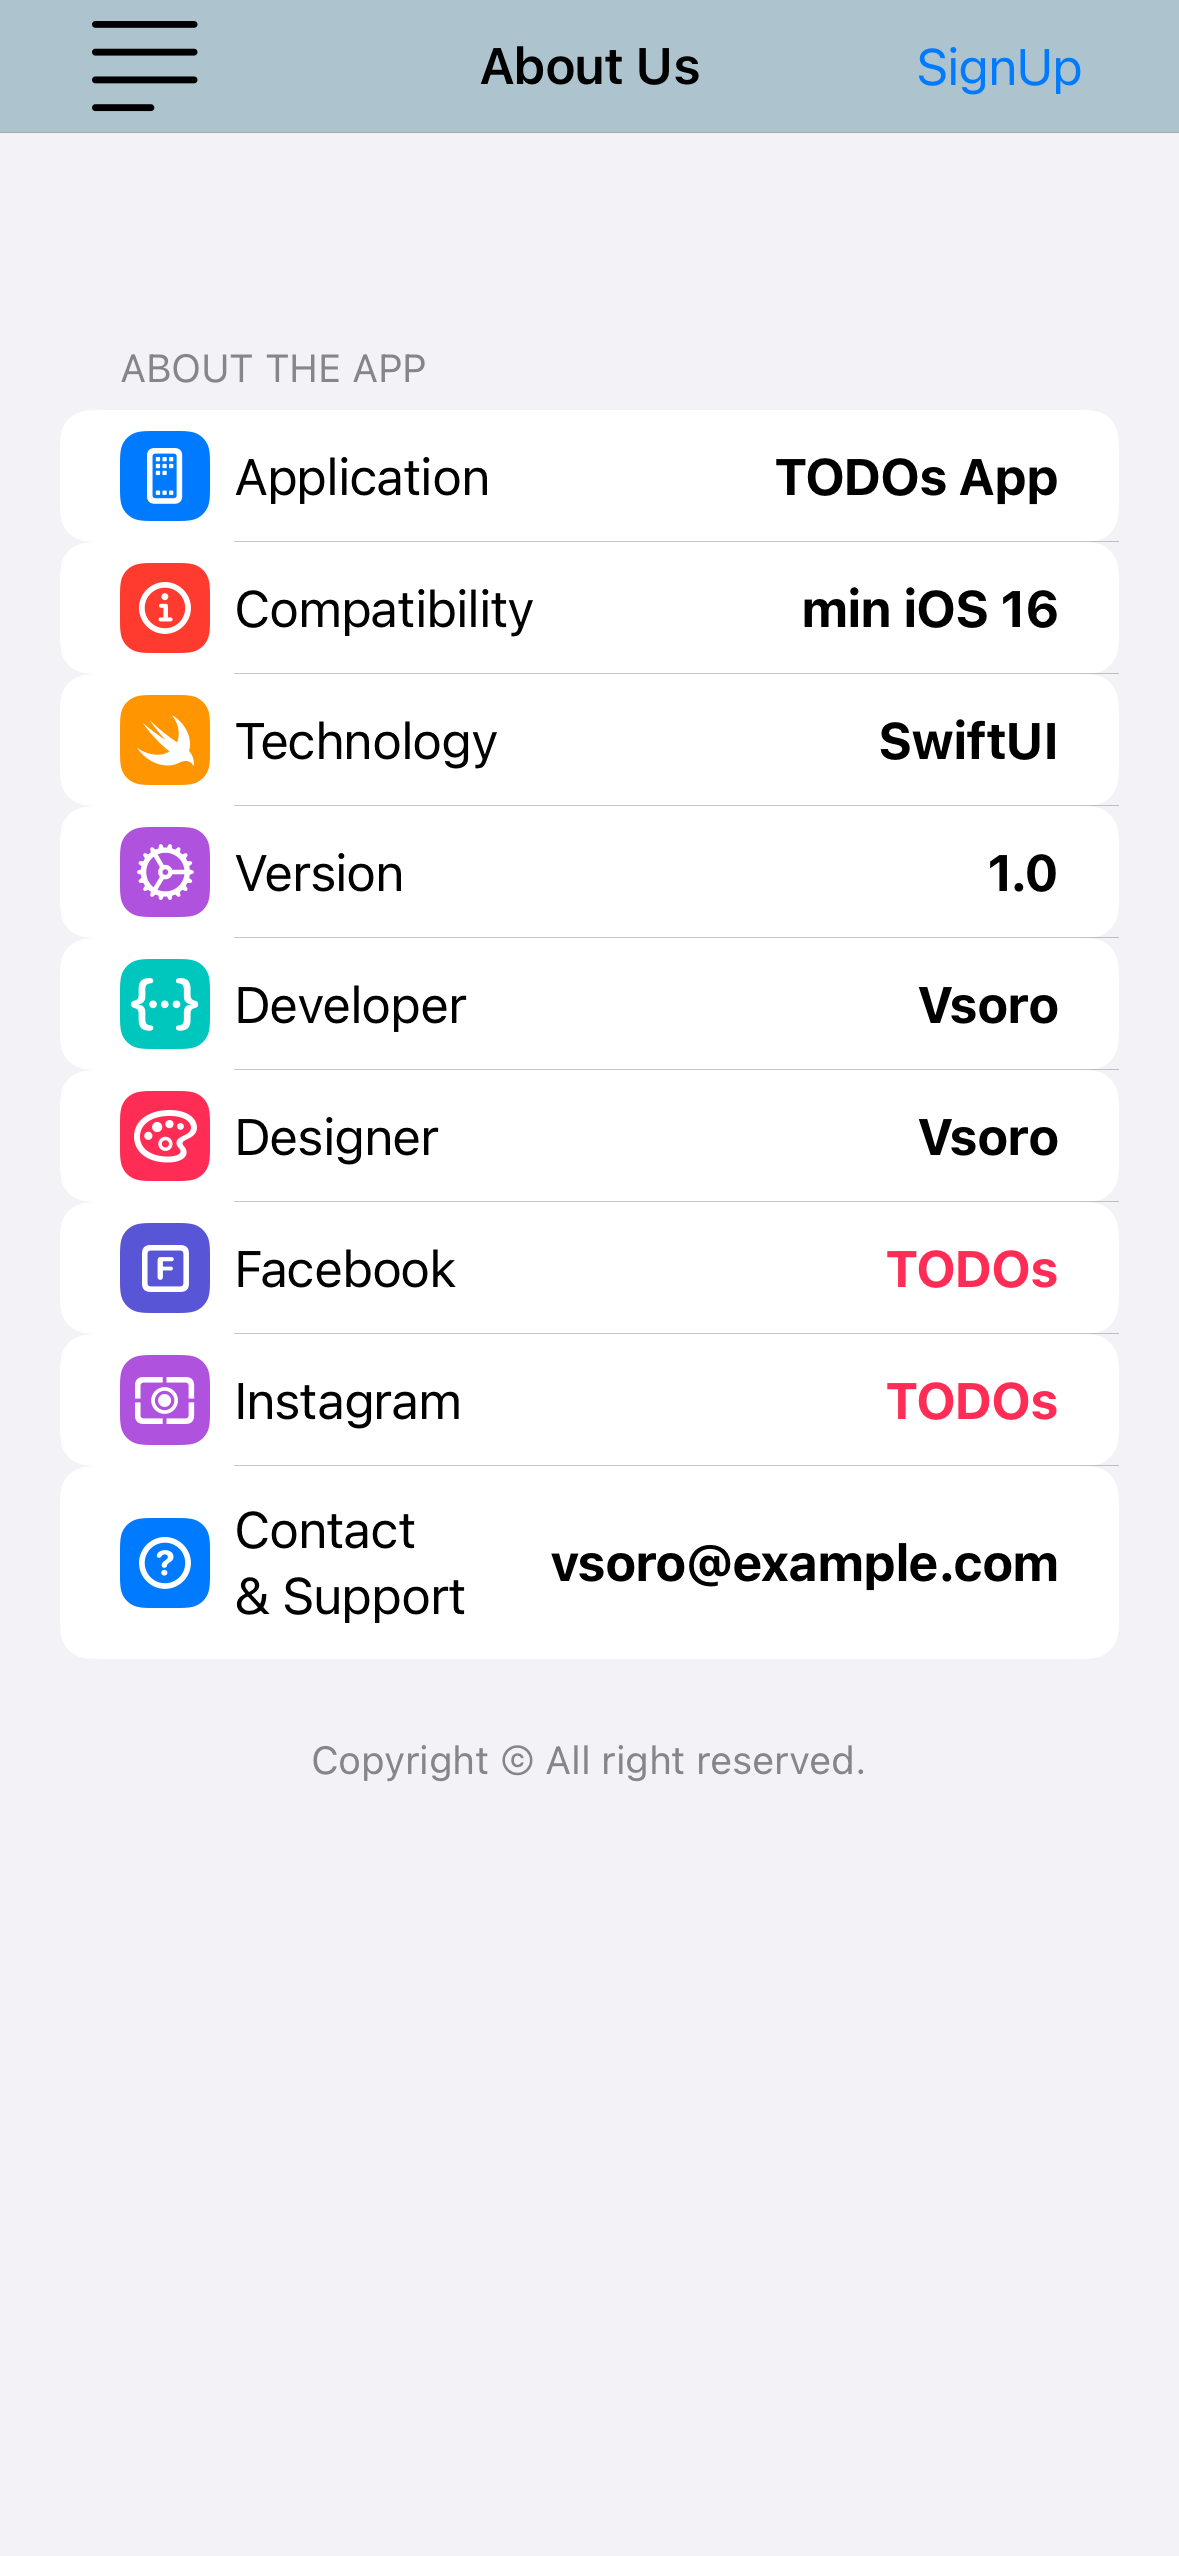 About Us SignUp
ABOUT THE APP
Application TODOs App
Compatibility min iOS 16
Technology SwiftUI
Version 1.0
Developer Vsoro
Designer Vsoro
Facebook TODOs
Instagram TODOs
Contact
& Support vsoro@example.com
Copyright © All right reserved.